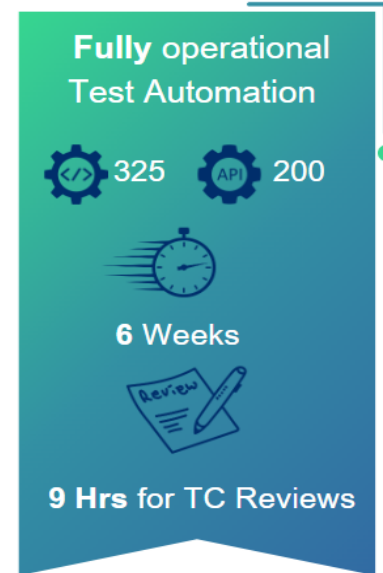 Fully operational
Test Automation
</> 325 API 200
6 Weeks
Review
9 Hrs for TC Reviews